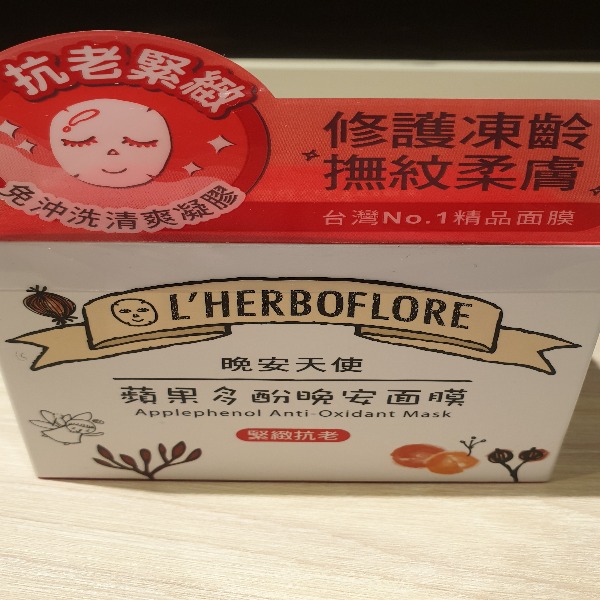 抗老緊緻
免沖洗清爽凝膠
修護凍齡
撫紋柔膚
台灣No.1精品面膜
L'HERBOFLORE
晚安天使
蘋果多酚晚安面膜
Applephenol Anti-Oxidant Mask
緊緻抗老